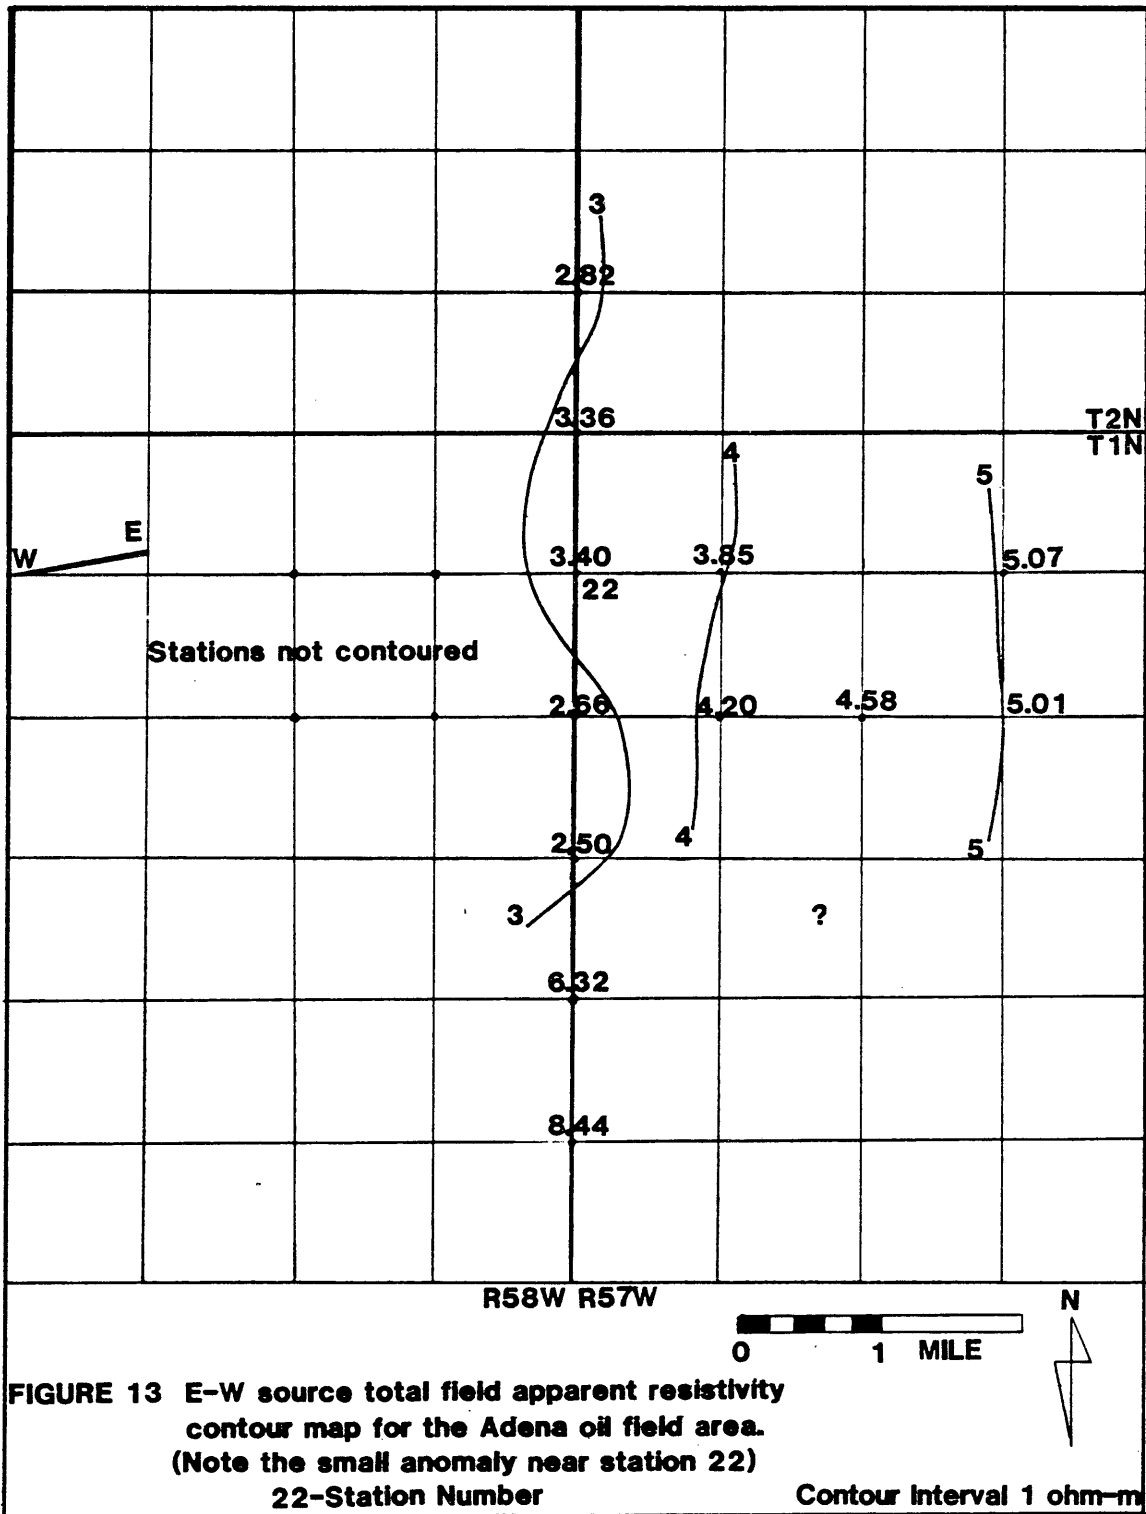 3
2.82
3.36
T2N
T1N
4
5
E
W
3.40
3.85
5.07
22
Stations not contoured
2.66
4.20
4.58
5.01
4
2.50
5
3
?
6.32
8.44
R58W R57W
N
0 1 MILE
FIGURE 13 E-W source total field apparent resistivity
contour map for the Adena oil field area.
(Note the small anomaly near station 22)
22-Station Number
Contour Interval 1 ohm-m